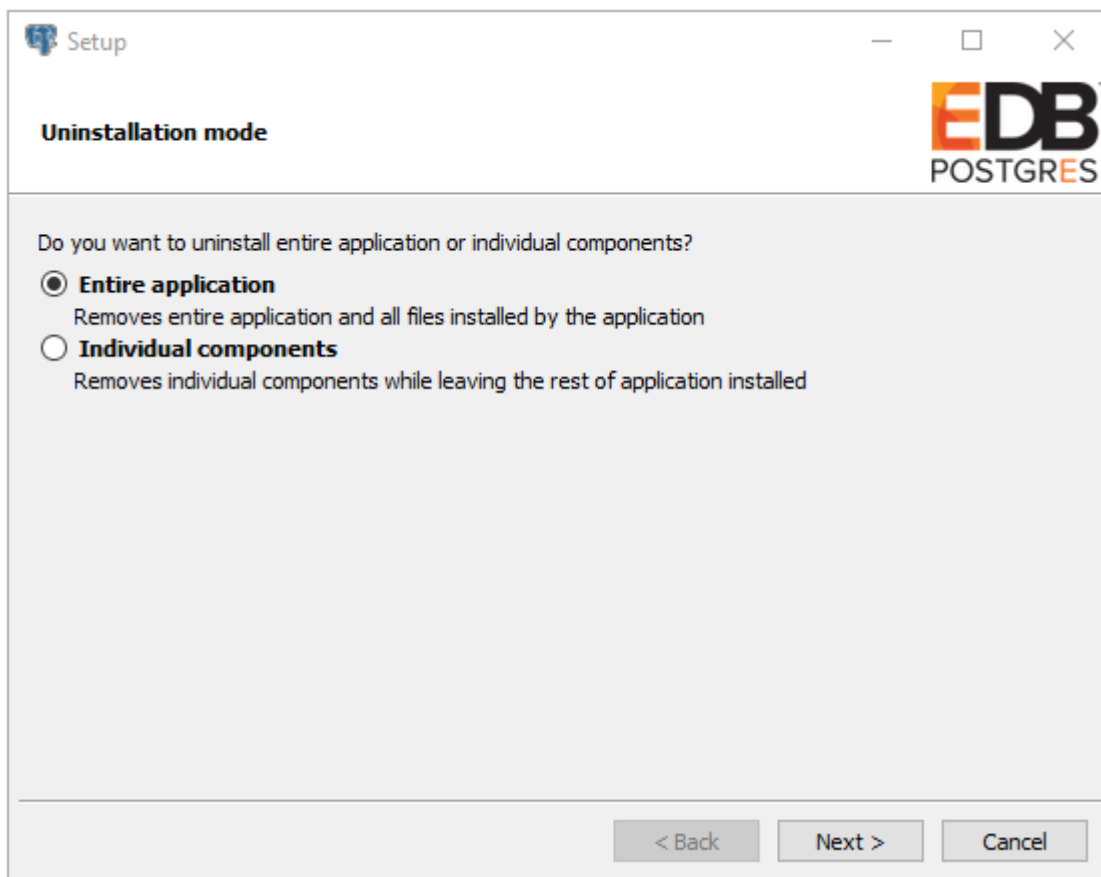 Setup
EDB
POSTGRES
Uninstallation mode
Do you want to uninstall entire application or individual components?
Entire application
Removes entire application and all files installed by the application
Individual components
Removes individual components while leaving the rest of application installed
< Back
Next >
Cancel